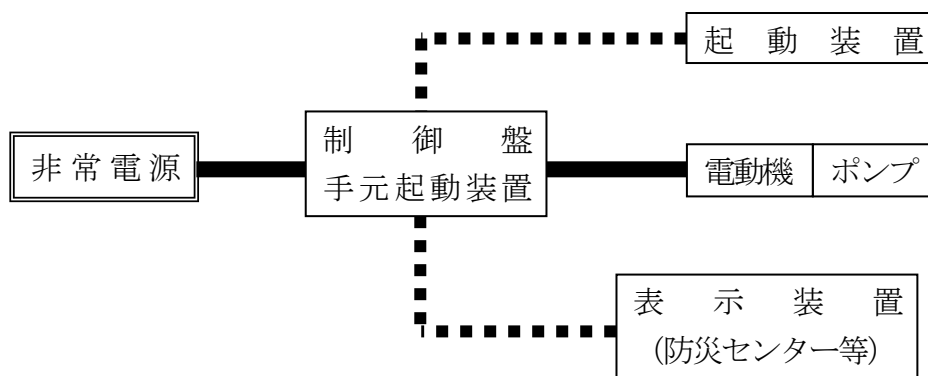 起動装置
制御盤
手元起動装置
非常電源
電動機 ポンプ
表示装置
(防災センター等)